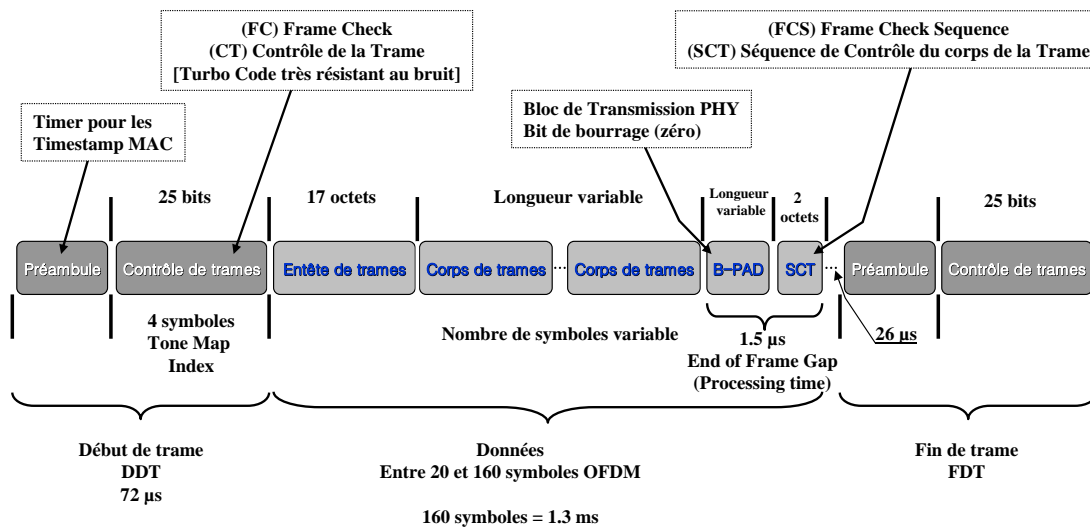 (FC) Frame Check
(CT) Contrôle de la Trame
[Turbo Code très résistant au bruit]
(FCS) Frame Check Sequence
(SCT) Séquence de Contrôle du corps de la Trame
Timer pour les
Timestamp MAC
Bloc de Transmission PHY
Bit de bourrage (zéro)
25 bits
17 octets
Longueur variable
Longueur
variable
2
octets
25 bits
Préambule
Contrôle de trames
Entête de trames
Corps de trames
...
Corps de trames
B-PAD
SCT
...
Préambule
Contrôle de trames
4 symboles
Tone Map
Index
Nombre de symboles variable
1.5 µs
End of Frame Gap
(Processing time)
26 µs
Début de trame
DDT
72 µs
Données
Entre 20 et 160 symboles OFDM
160 symboles = 1.3 ms
Fin de trame
FDT